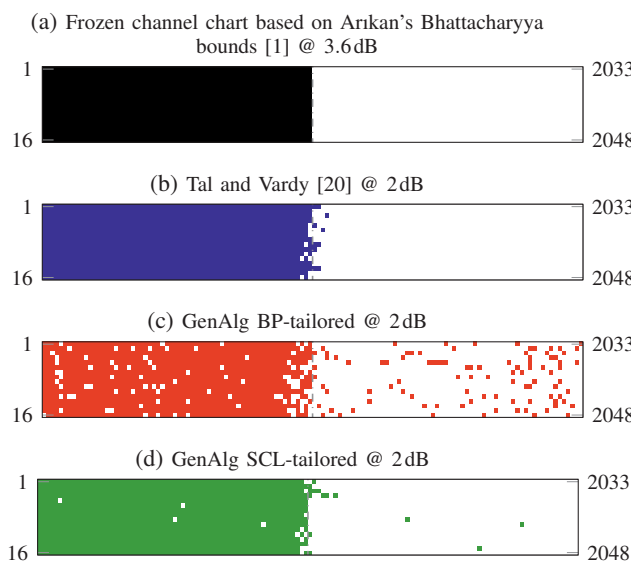 (a) Frozen channel chart based on Arıkan's Bhattacharyya
bounds [1] @ 3.6 dB
1 2033
16 2048
(b) Tal and Vardy [20] @ 2 dB
1 2033
16 2048
(c) GenAlg BP-tailored @ 2 dB
1 2033
16 2048
(d) GenAlg SCL-tailored @ 2 dB
1 2033
16 2048